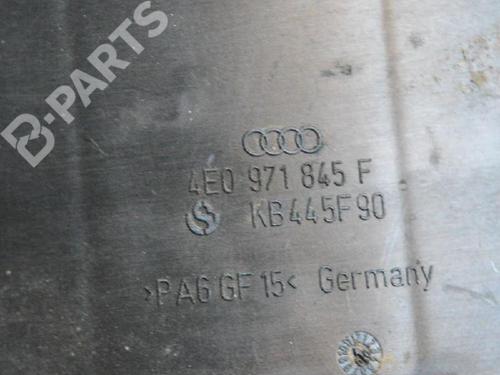 B-PARTS
4E0 971 845 F
KB445F90
>PA6 GF 15< Germany